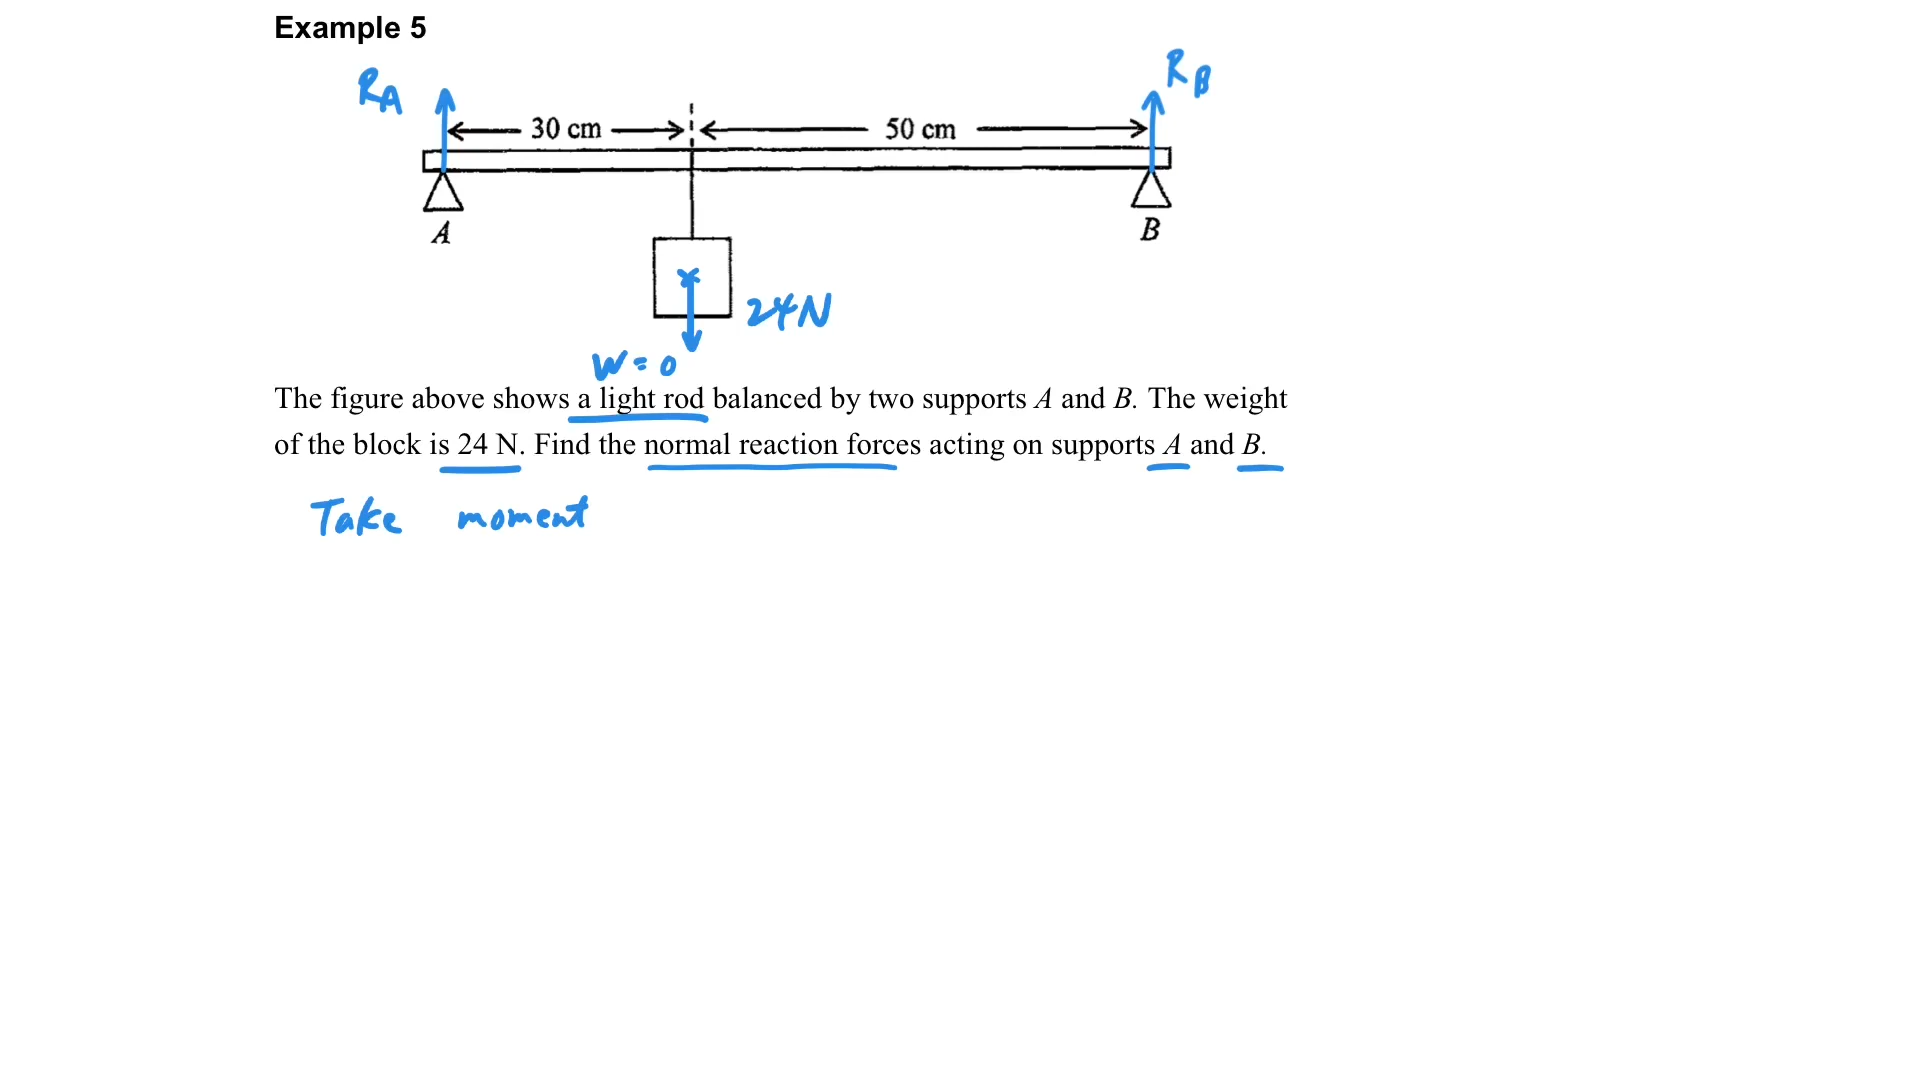 Example 5
RA
RB
30 cm
50 cm
A
B
24N
W=0
The figure above shows a light rod balanced by two supports A and B. The weight
of the block is 24 N. Find the normal reaction forces acting on supports A and B.
Take moment